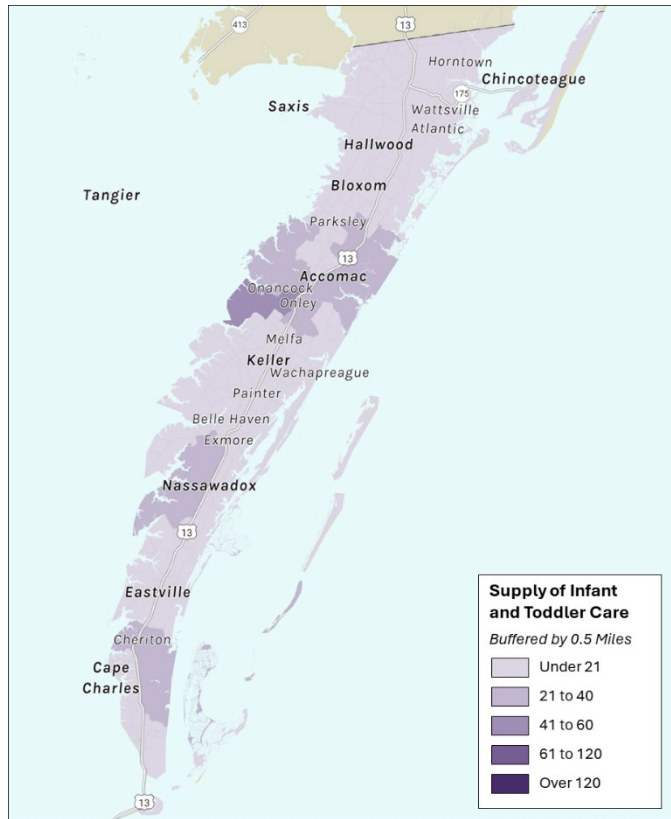 413
13
Horntown
Chincoteague
175
Saxis
Wattsville
Atlantic
Hallwood
Bloxom
Tangier
Parksley
13
Accomac
Onancock
Onley
Melfa
Keller
Wachapreague
Painter
Belle Haven
Exmore
Nassawadox
13
Eastville
Cheriton
Cape
Charles
13
Supply of Infant
and Toddler Care
Buffered by 0.5 Miles
Under 21
21 to 40
41 to 60
61 to 120
Over 120